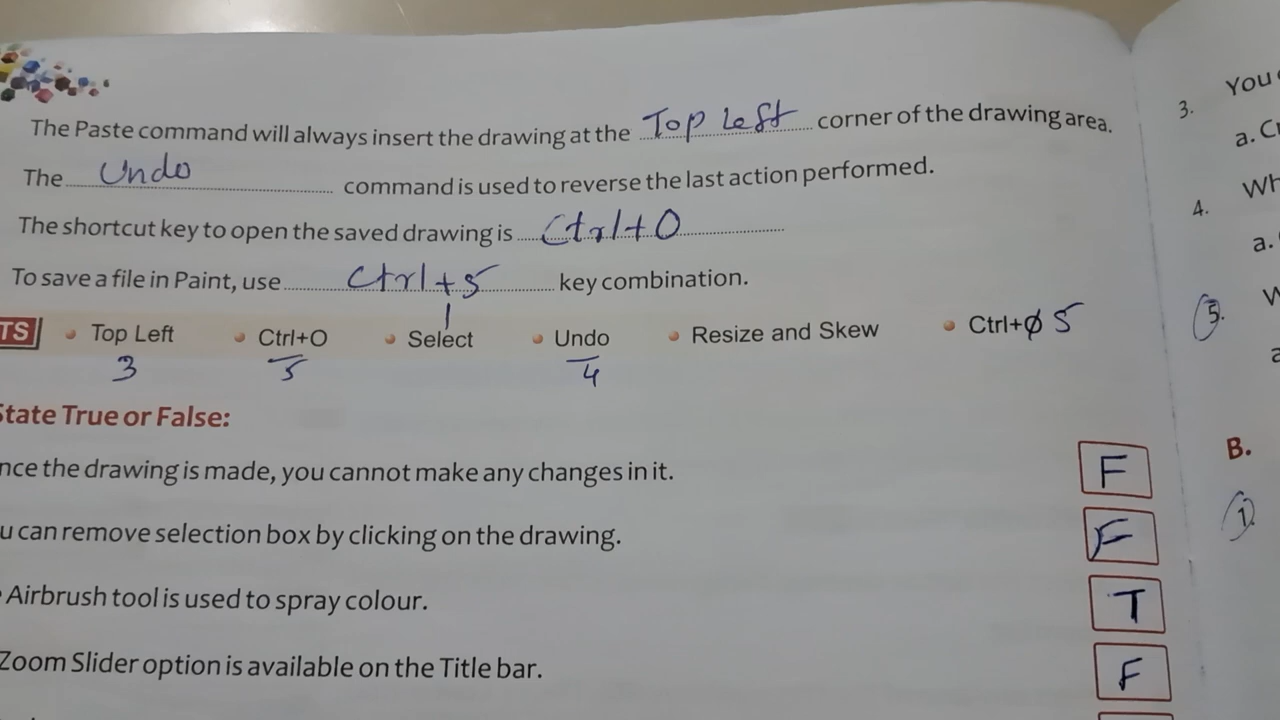 The Paste command will always insert the drawing at the Top Left corner of the drawing area.
The Undo command is used to reverse the last action performed.
The shortcut key to open the saved drawing is Ctrl+O
To save a file in Paint, use Ctrl+S key combination.
TS • Top Left • Ctrl+O • Select • Undo • Resize and Skew • Ctrl+O S
3 5 1 4
State True or False:
nce the drawing is made, you cannot make any changes in it. F
u can remove selection box by clicking on the drawing. F
Airbrush tool is used to spray colour. T
Zoom Slider option is available on the Title bar. F
3. You
a. Cr
4. Wh
a.
5. W
a
B.
1.